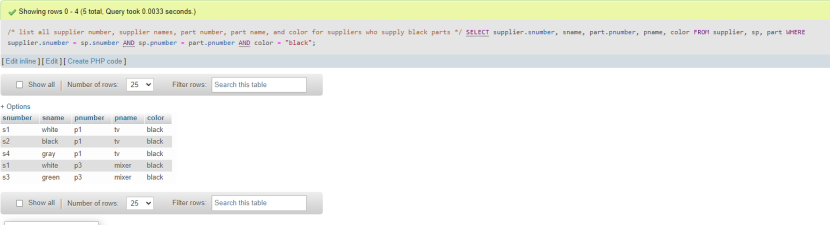 Showing rows 0 - 4 (5 total, Query took 0.0033 seconds.)
/* list all supplier number, supplier names, part number, part name, and color for suppliers who supply black parts */ SELECT supplier.snumber, sname, part.pnumber, pname, color FROM supplier, sp, part WHERE
supplier.snumber = sp.snumber AND sp.pnumber = part.pnumber AND color = "black";
[ Edit inline ] [ Edit ] [ Create PHP code ]
Show all | Number of rows: 25 Filter rows: Search this table
+ Options
snumber sname pnumber pname color
s1 white p1 tv black
s2 black p1 tv black
s4 gray p1 tv black
s1 white p3 mixer black
s3 green p3 mixer black
Show all | Number of rows: 25 Filter rows: Search this table